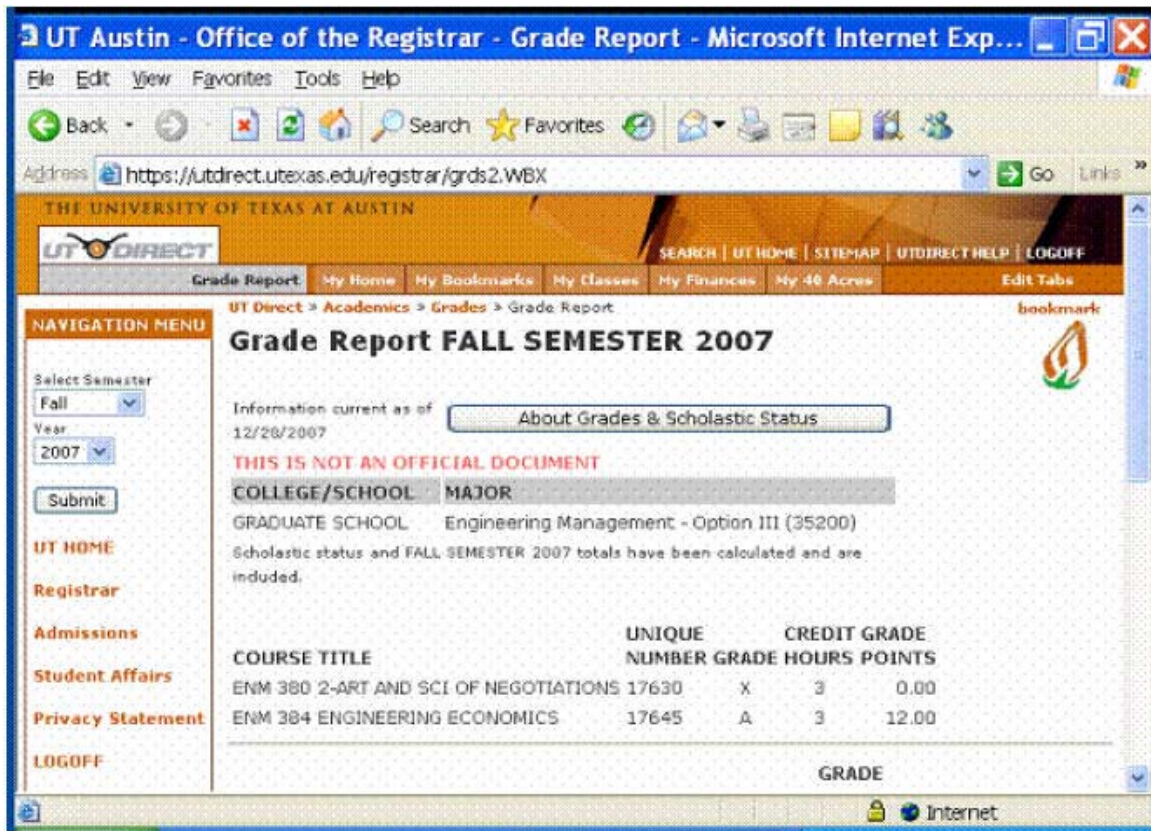 UT Austin - Office of the Registrar - Grade Report - Microsoft Internet Exp...
File Edit View Favorites Tools Help
Back Search Favorites
Address https://utdirect.utexas.edu/registrar/grds2.WBX Go Links »
THE UNIVERSITY OF TEXAS AT AUSTIN
UT DIRECT
SEARCH | UT HOME | SITEMAP | UTDIRECT HELP | LOGOFF
Grade Report My Home My Bookmarks My Classes My Finances My 40 Acres Edit Tabs
UT Direct > Academics > Grades > Grade Report bookmark
NAVIGATION MENU
Grade Report FALL SEMESTER 2007
Select Semester
Fall
Year
2007
Submit
UT HOME
Registrar
Admissions
Student Affairs
Privacy Statement
LOGOFF
Information current as of
12/28/2007
About Grades & Scholastic Status
THIS IS NOT AN OFFICIAL DOCUMENT
COLLEGE/SCHOOL MAJOR
GRADUATE SCHOOL Engineering Management - Option III (35200)
Scholastic status and FALL SEMESTER 2007 totals have been calculated and are
included.
UNIQUE CREDIT GRADE
COURSE TITLE NUMBER GRADE HOURS POINTS
ENM 380 2-ART AND SCI OF NEGOTIATIONS 17630 X 3 0.00
ENM 384 ENGINEERING ECONOMICS 17645 A 3 12.00
GRADE
Internet